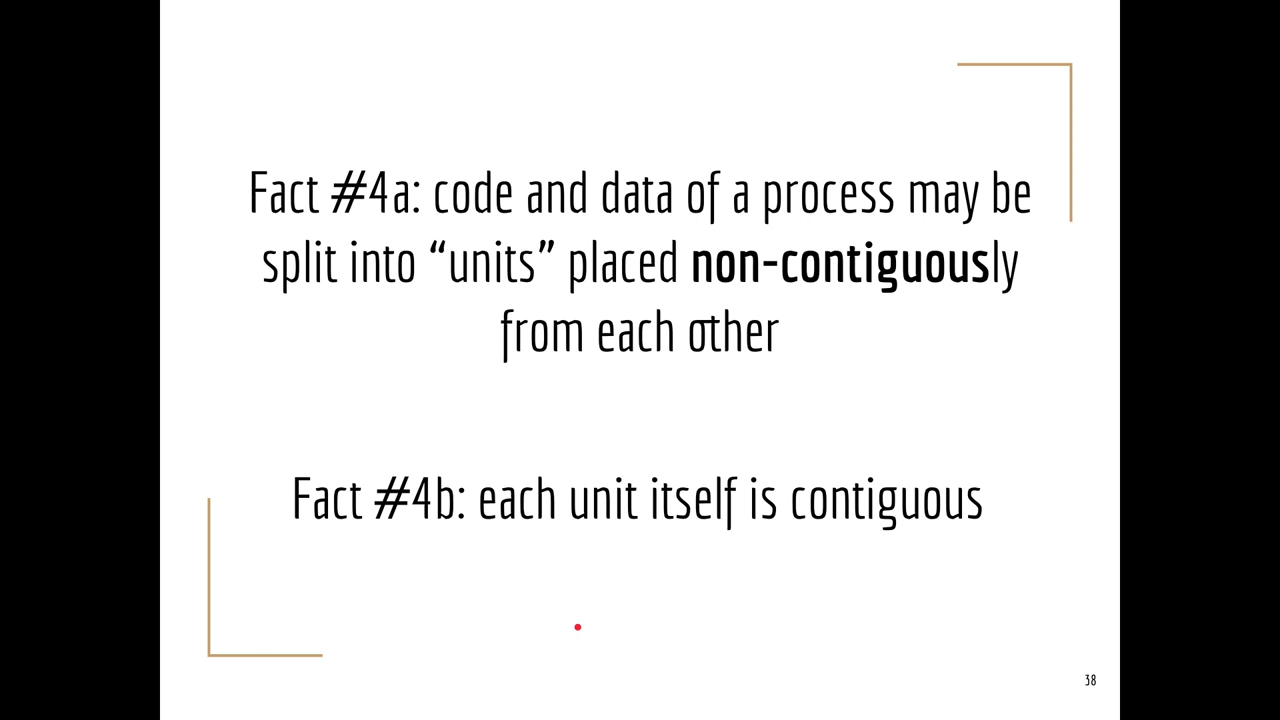 Fact #4a: code and data of a process may be
split into “units” placed non-contiguously
from each other
Fact #4b: each unit itself is contiguous
38